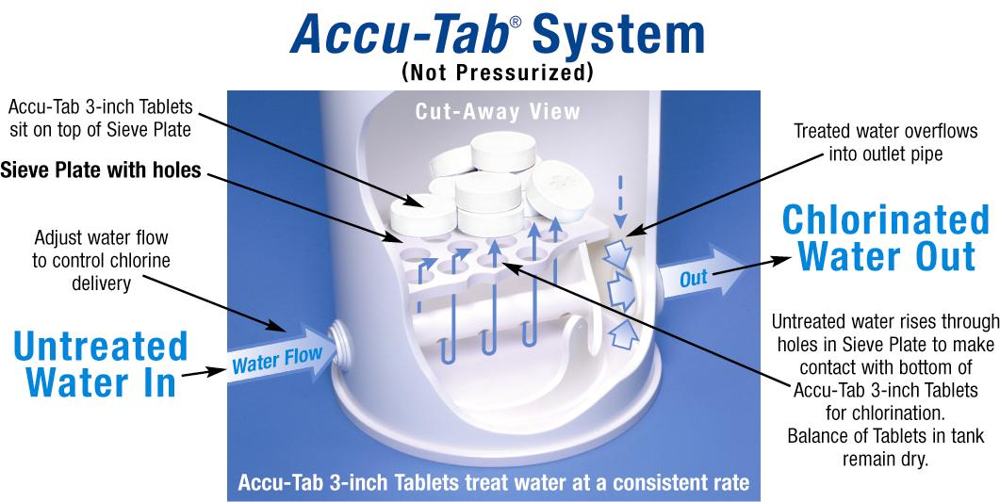 Accu-Tab® System
(Not Pressurized)
Cut-Away View
Accu-Tab 3-inch Tablets
sit on top of Sieve Plate
Sieve Plate with holes
Adjust water flow
to control chlorine
delivery
Untreated
Water In
Water Flow
Treated water overflows
into outlet pipe
Chlorinated
Water Out
Out
Untreated water rises through
holes in Sieve Plate to make
contact with bottom of
Accu-Tab 3-inch Tablets
for chlorination.
Balance of Tablets in tank
remain dry.
Accu-Tab 3-inch Tablets treat water at a consistent rate